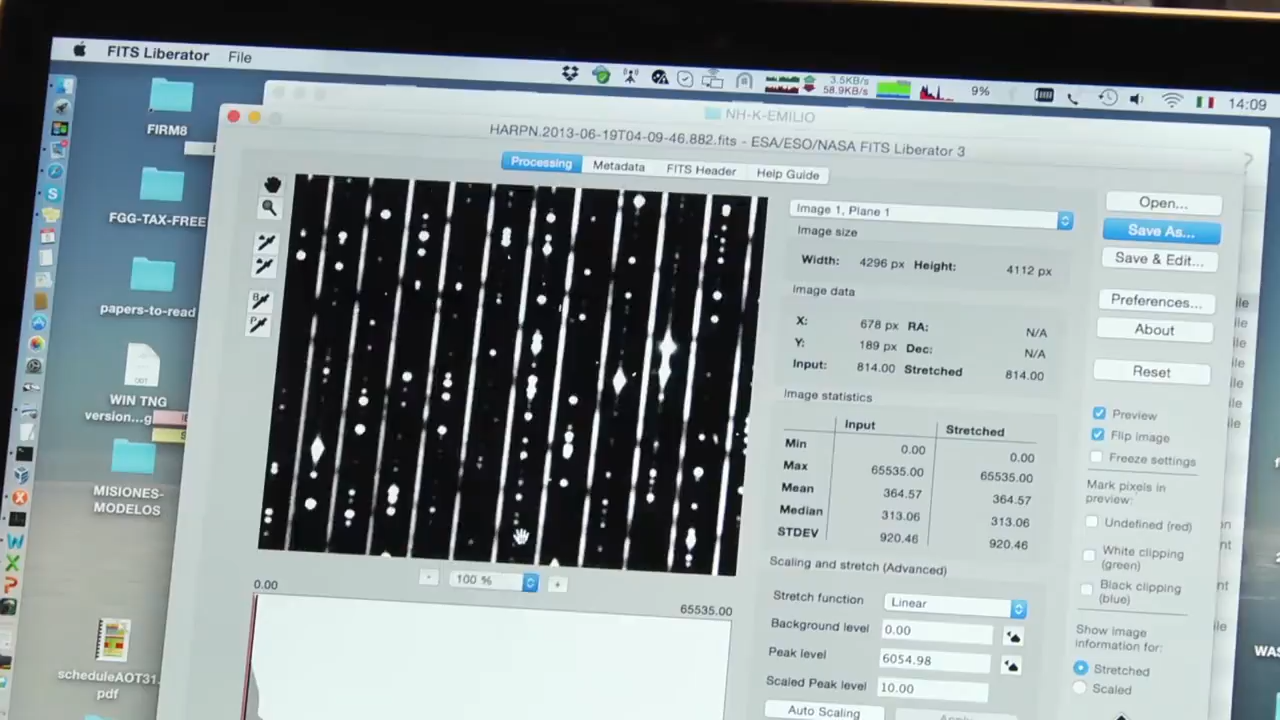 FITS Liberator File
3.5KB/s
58.9KB/s
9%
14:09
NH-K-EMILIO
HARPN.2013-06-19T04-09-46.882.fits - ESA/ESO/NASA FITS Liberator 3
Processing Metadata FITS Header Help Guide
FIRM8
FGG-TAX-FREE
papers-to-read
WIN TNG
version...
MISIONES-
MODELOS
scheduleAOT31.
pdf
Image 1, Plane 1
Image size
Width: 4296 px Height: 4112 px
Image data
X: 678 px RA: N/A
Y: 189 px Dec: N/A
Input: 814.00 Stretched 814.00
Image statistics
Input Stretched
Min 0.00 0.00
Max 65535.00 65535.00
Mean 364.57 364.57
Median 313.06 313.06
STDEV 920.46 920.46
Scaling and stretch (Advanced)
Stretch function Linear
Background level 0.00
Peak level 6054.98
Scaled Peak level 10.00
Auto Scaling
100 %
0.00
65535.00
Open...
Save As...
Save & Edit...
Preferences...
About
Reset
Preview
Flip image
Freeze settings
Mark pixels in
preview:
Undefined (red)
White clipping
(green)
Black clipping
(blue)
Show image
information for:
Stretched
Scaled